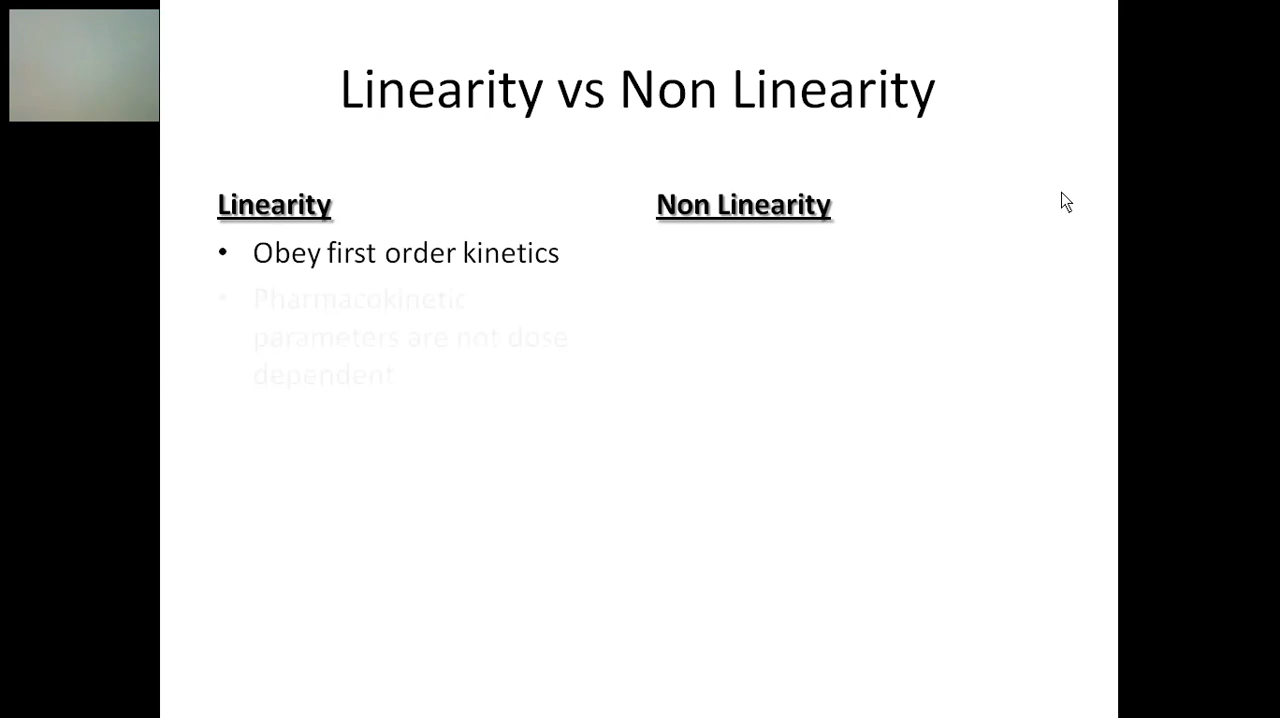 Linearity vs Non Linearity
Linearity
• Obey first order kinetics
• Pharmacokinetic
parameters are not dose
dependent
Non Linearity